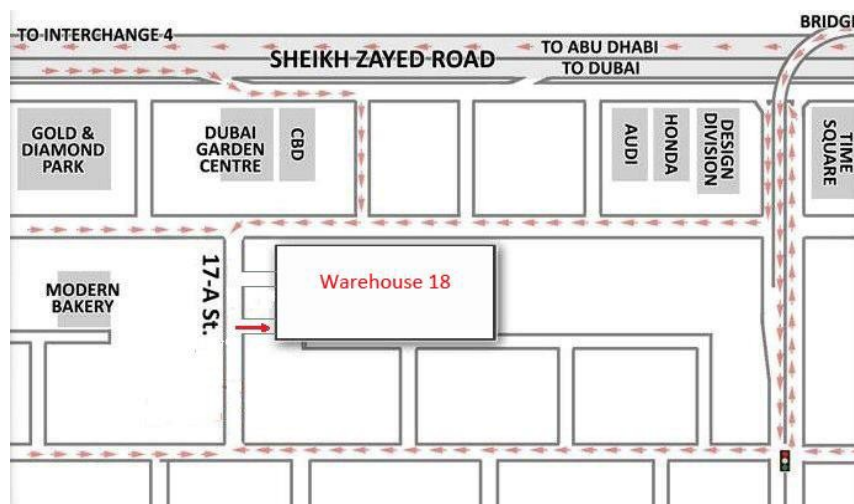 TO INTERCHANGE 4
BRIDGE
TO ABU DHABI
SHEIKH ZAYED ROAD
TO DUBAI
GOLD &
DIAMOND
PARK
DUBAI
GARDEN
CENTRE
CBD
AUDI
HONDA
DESIGN
DIVISION
TIME
SQUARE
17-A St.
Warehouse 18
MODERN
BAKERY